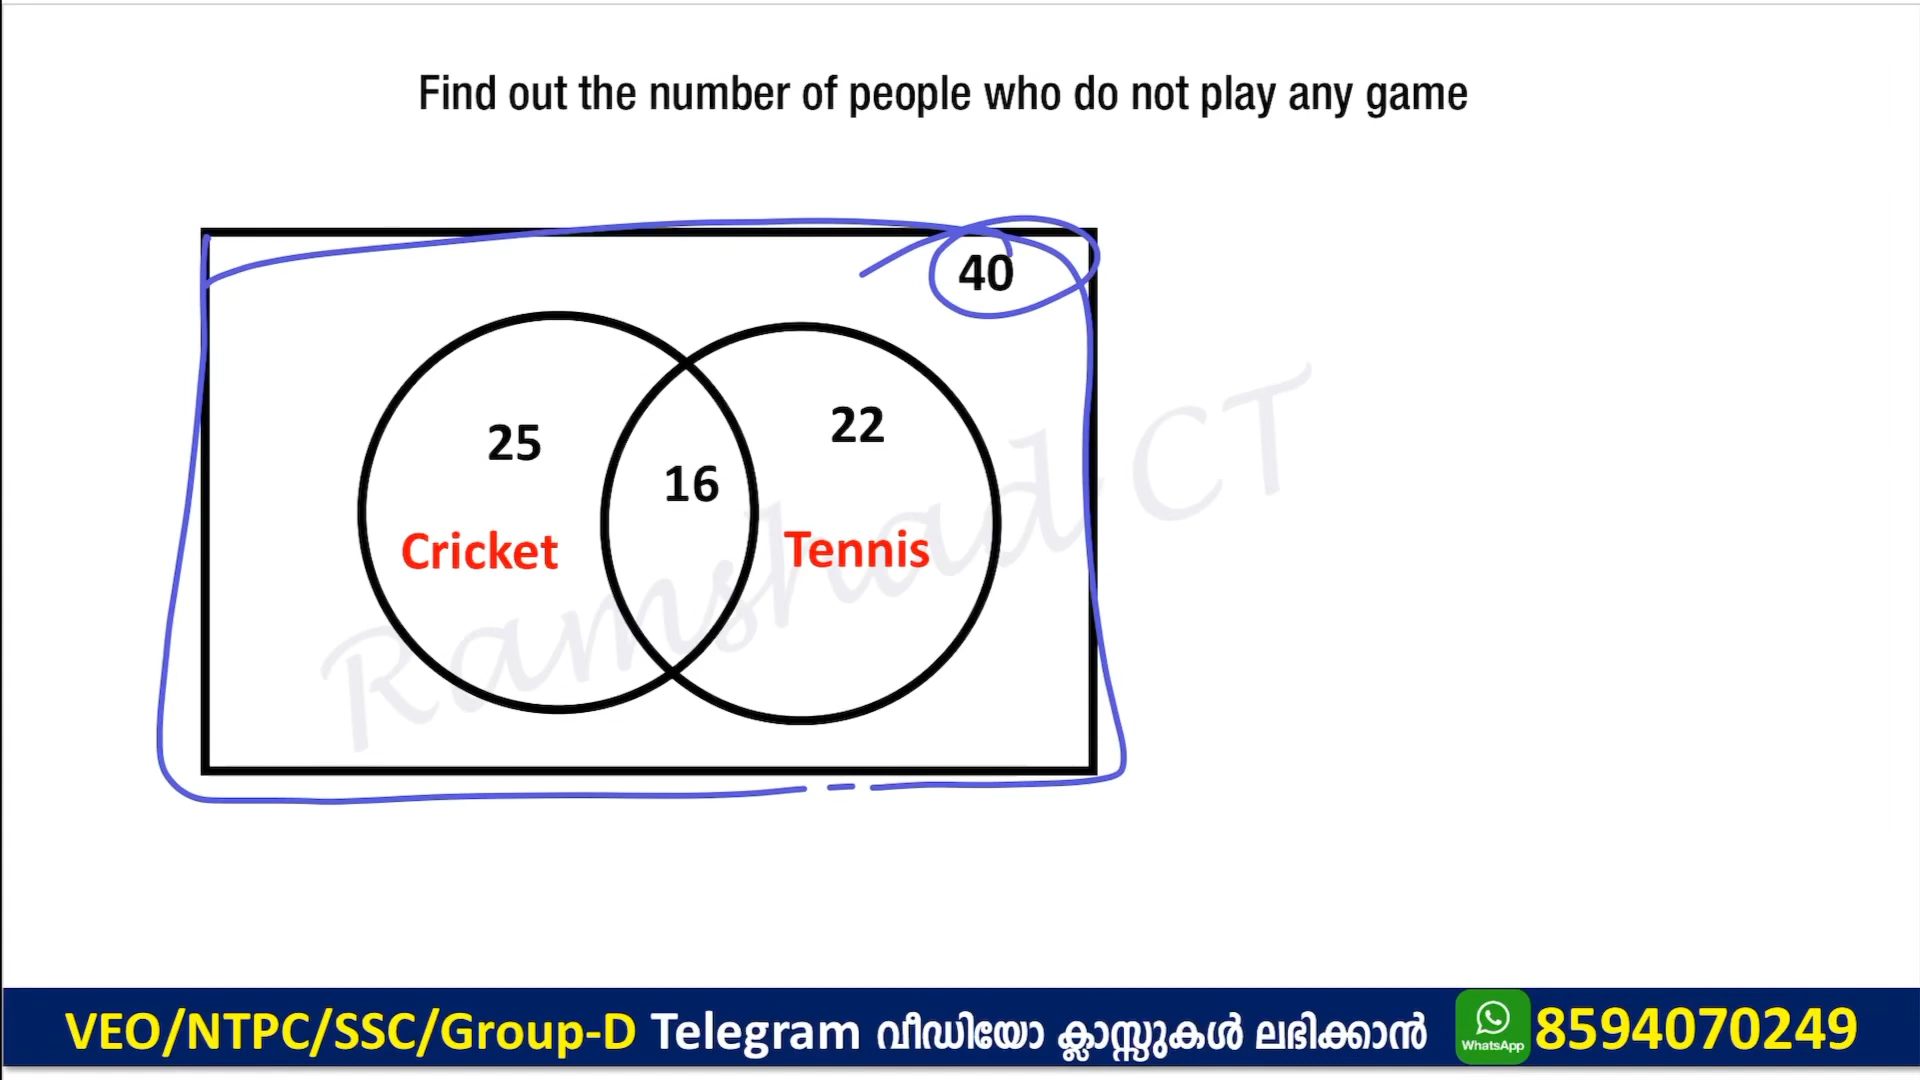 Find out the number of people who do not play any game
40
25
22
16
Cricket
Tennis
Ramshad CT
VEO/NTPC/SSC/Group-D Telegram വീഡിയോ ക്ലാസ്സുകൾ ലഭിക്കാൻ WhatsApp 8594070249